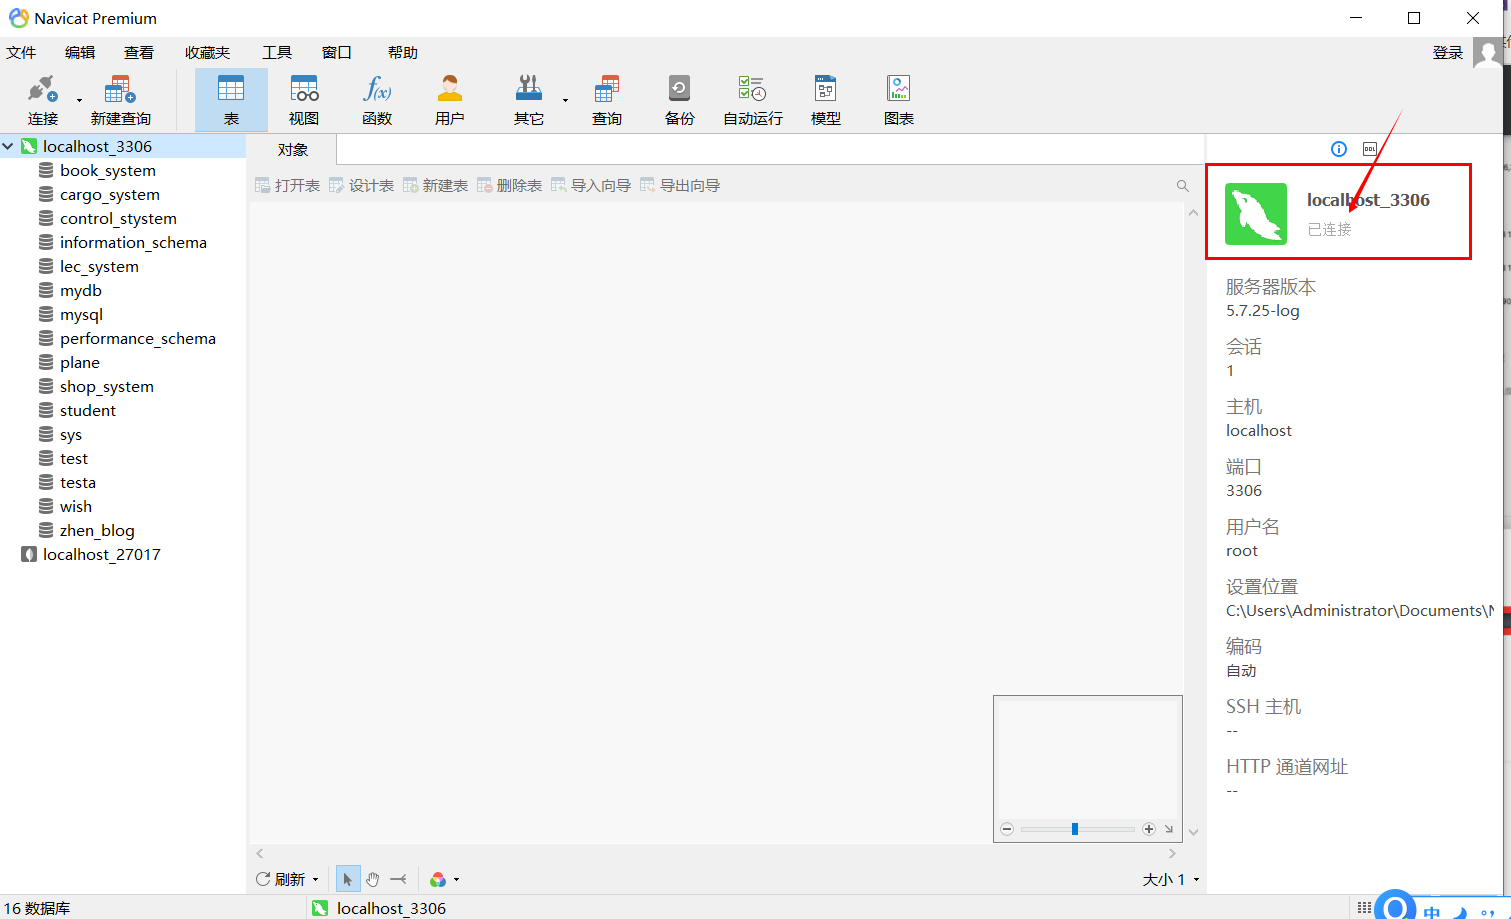 Navicat Premium
文件 编辑 查看 收藏夹 工具 窗口 帮助
登录
连接 新建查询 表 视图 函数 用户 其它 查询 备份 自动运行 模型 图表
localhost_3306
book_system
cargo_system
control_stystem
information_schema
lec_system
mydb
mysql
performance_schema
plane
shop_system
student
sys
test
testa
wish
zhen_blog
localhost_27017
对象
打开表 设计表 新建表 删除表 导入向导 导出向导
localhost_3306
已连接
服务器版本
5.7.25-log
会话
1
主机
localhost
端口
3306
用户名
root
设置位置
C:\Users\Administrator\Documents\N
编码
自动
SSH 主机
--
HTTP 通道网址
--
刷新
大小 1
16 数据库
localhost_3306
中